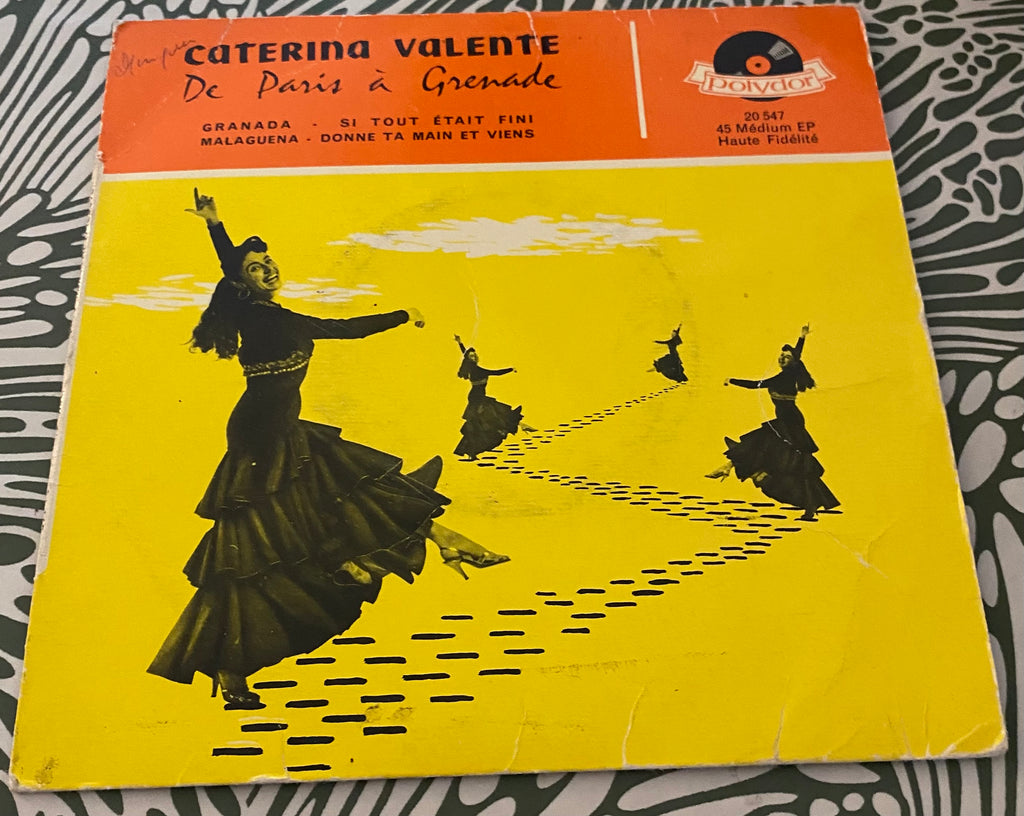 CATERINA VALENTE
De Paris à Grenade
GRANADA - SI TOUT ÉTAIT FINI
MALAGUENA - DONNE TA MAIN ET VIENS
polydor
20 547
45 Médium EP
Haute Fidélité